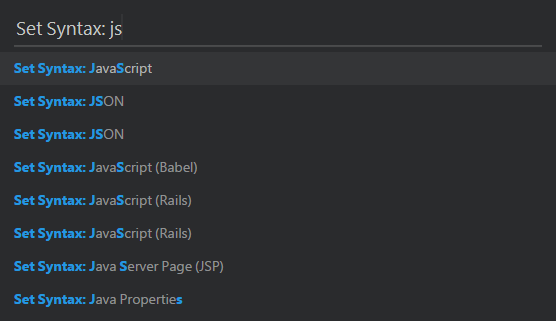 Set Syntax: js
Set Syntax: JavaScript
Set Syntax: JSON
Set Syntax: JSON
Set Syntax: JavaScript (Babel)
Set Syntax: JavaScript (Rails)
Set Syntax: JavaScript (Rails)
Set Syntax: Java Server Page (JSP)
Set Syntax: Java Properties